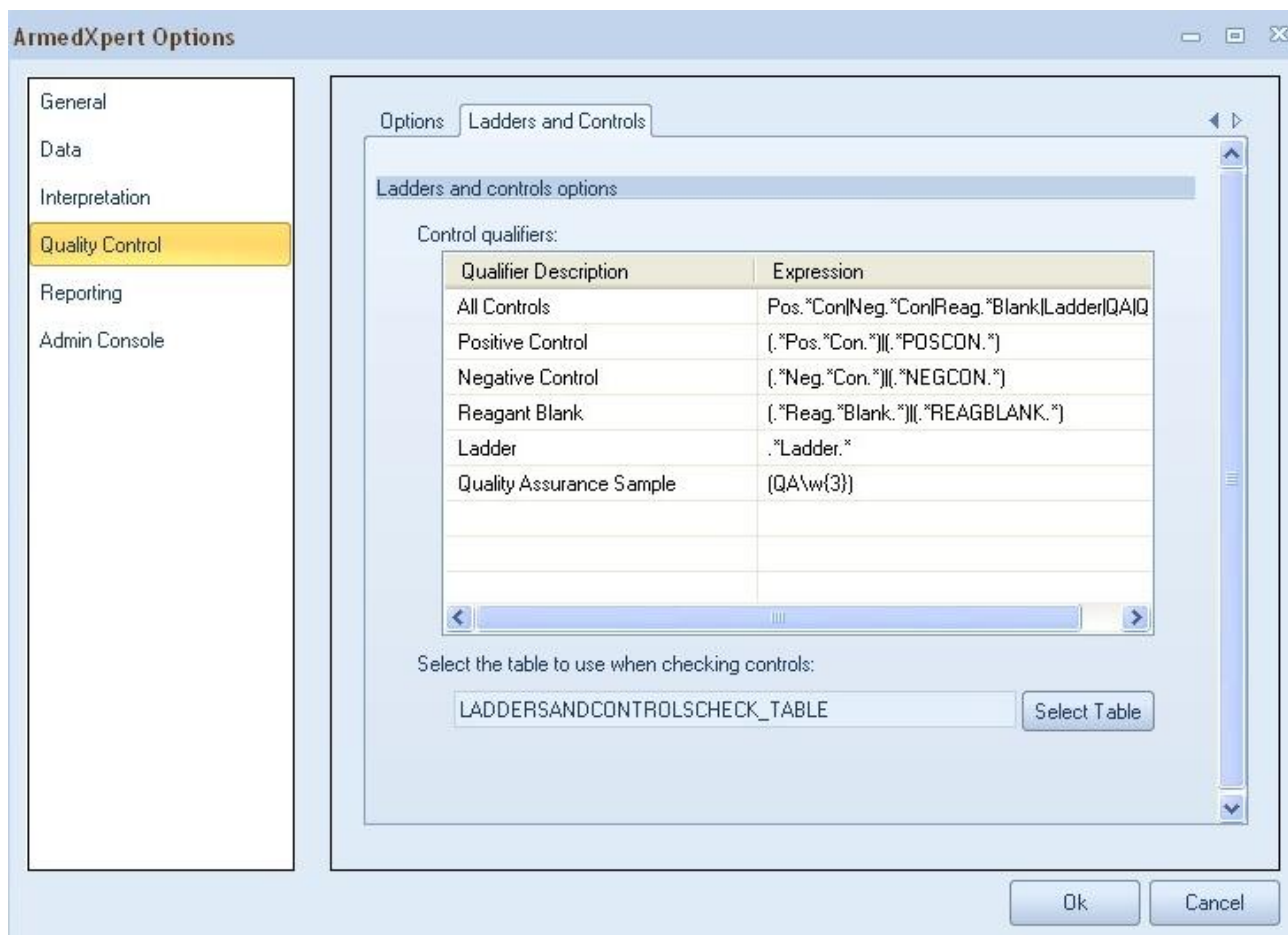 ArmedXpert Options
General
Data
Interpretation
Quality Control
Reporting
Admin Console
Options Ladders and Controls
Ladders and controls options
Control qualifiers:
Qualifier Description Expression
All Controls Pos.*Con|Neg.*Con|Reag.*Blank|Ladder|QA|Q
Positive Control (.*Pos.*Con.*)|(.*POSCON.*)
Negative Control (.*Neg.*Con.*)|(.*NEGCON.*)
Reagant Blank (.*Reag.*Blank.*)|(.*REAGBLANK.*)
Ladder .*Ladder.*
Quality Assurance Sample (QA\w{3})
Select the table to use when checking controls:
LADDERSANDCONTROLSCHECK_TABLE Select Table
Ok Cancel